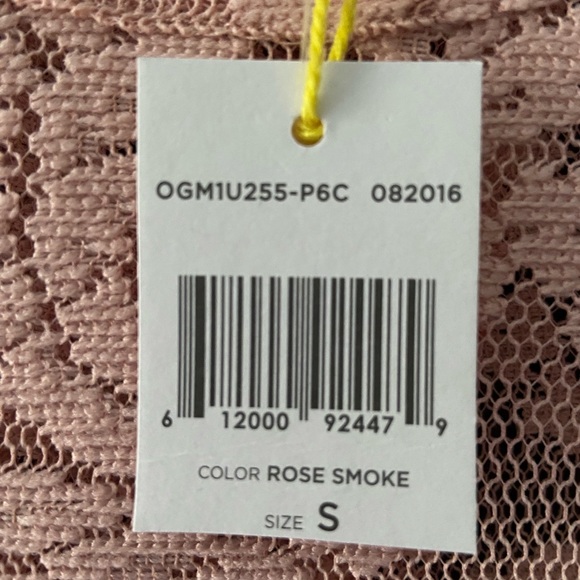 OGM1U255-P6C 082016
6 12000 92447 9
COLOR ROSE SMOKE
SIZE S